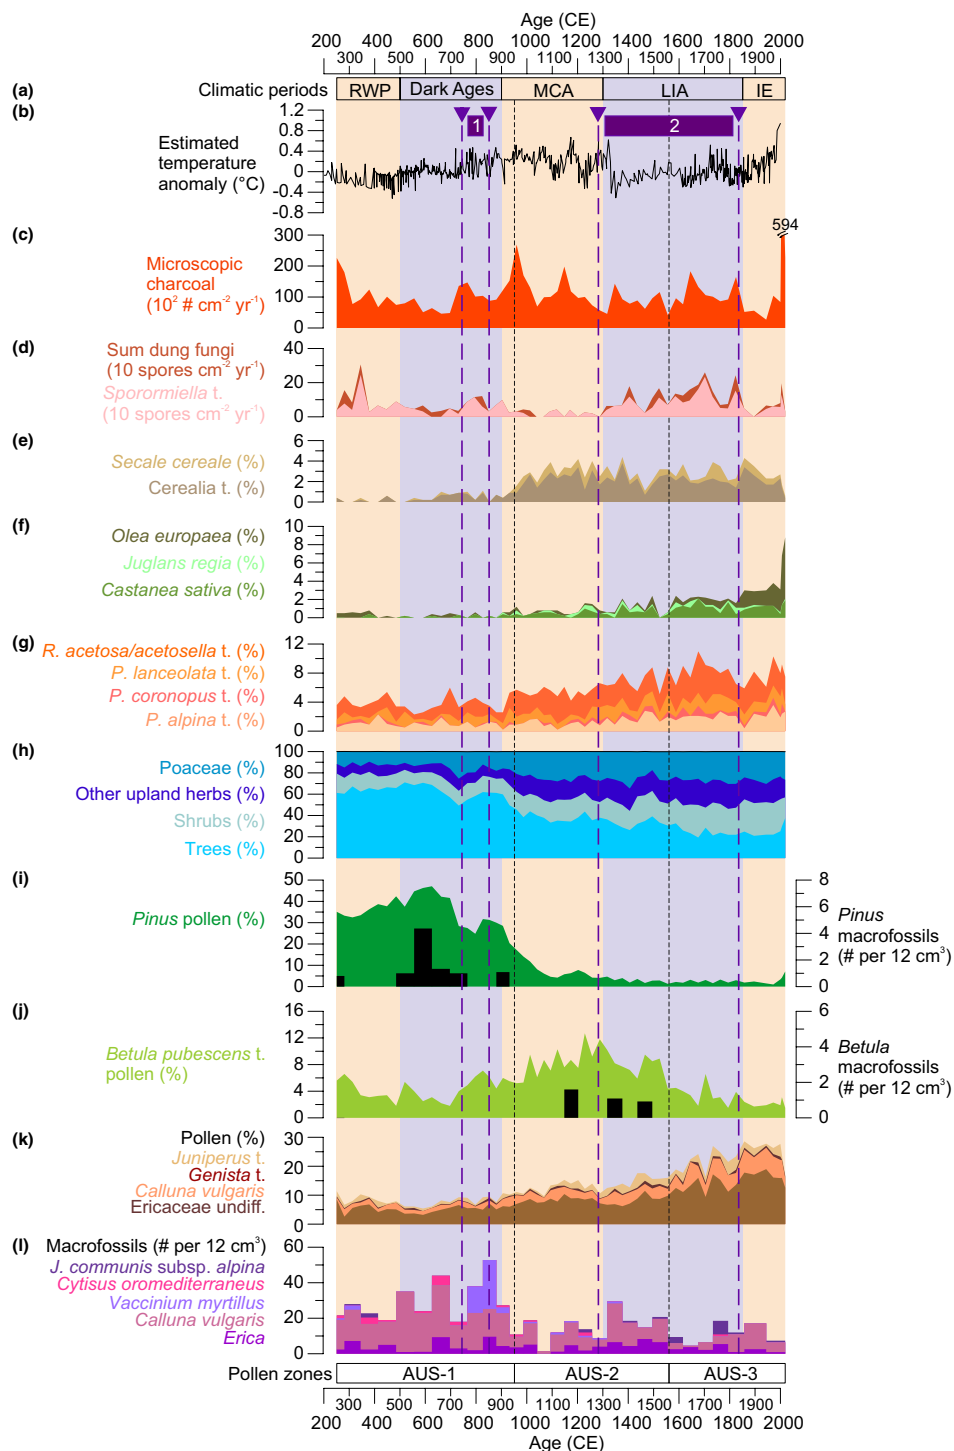 Age (CE)
200 400 600 800 1000 1200 1400 1600 1800 2000
300 500 700 900 1100 1300 1500 1700 1900
(a) Climatic periods RWP Dark Ages MCA LIA IE
(b)
Estimated
temperature
anomaly (°C)
1.2
0.8
0.4
0
-0.4
-0.8
1 2
(c)
Microscopic
charcoal
(10² # cm⁻² yr⁻¹)
300
200
100
0
594
(d)
Sum dung fungi
(10 spores cm⁻² yr⁻¹)
Sporormiella t.
(10 spores cm⁻² yr⁻¹)
40
20
0
(e)
Secale cereale (%)
Cerealia t. (%)
6
4
2
0
(f)
Olea europaea (%)
Juglans regia (%)
Castanea sativa (%)
10
8
6
4
2
0
(g)
R. acetosa/acetosella t. (%)
P. lanceolata t. (%)
P. coronopus t. (%)
P. alpina t. (%)
12
8
4
0
(h)
Poaceae (%)
Other upland herbs (%)
Shrubs (%)
Trees (%)
100
80
60
40
20
0
(i)
Pinus pollen (%)
50
40
30
20
10
0
8
6
4
2
0
Pinus
macrofossils
(# per 12 cm³)
(j)
Betula pubescens t.
pollen (%)
16
12
8
4
0
6
4
2
0
Betula
macrofossils
(# per 12 cm³)
(k)
Pollen (%)
Juniperus t.
Genista t.
Calluna vulgaris
Ericaceae undiff.
30
20
10
0
(l)
Macrofossils (# per 12 cm³)
J. communis subsp. alpina
Cytisus oromediterraneus
Vaccinium myrtillus
Calluna vulgaris
Erica
60
40
20
0
Pollen zones AUS-1 AUS-2 AUS-3
300 500 700 900 1100 1300 1500 1700 1900
200 400 600 800 1000 1200 1400 1600 1800 2000
Age (CE)